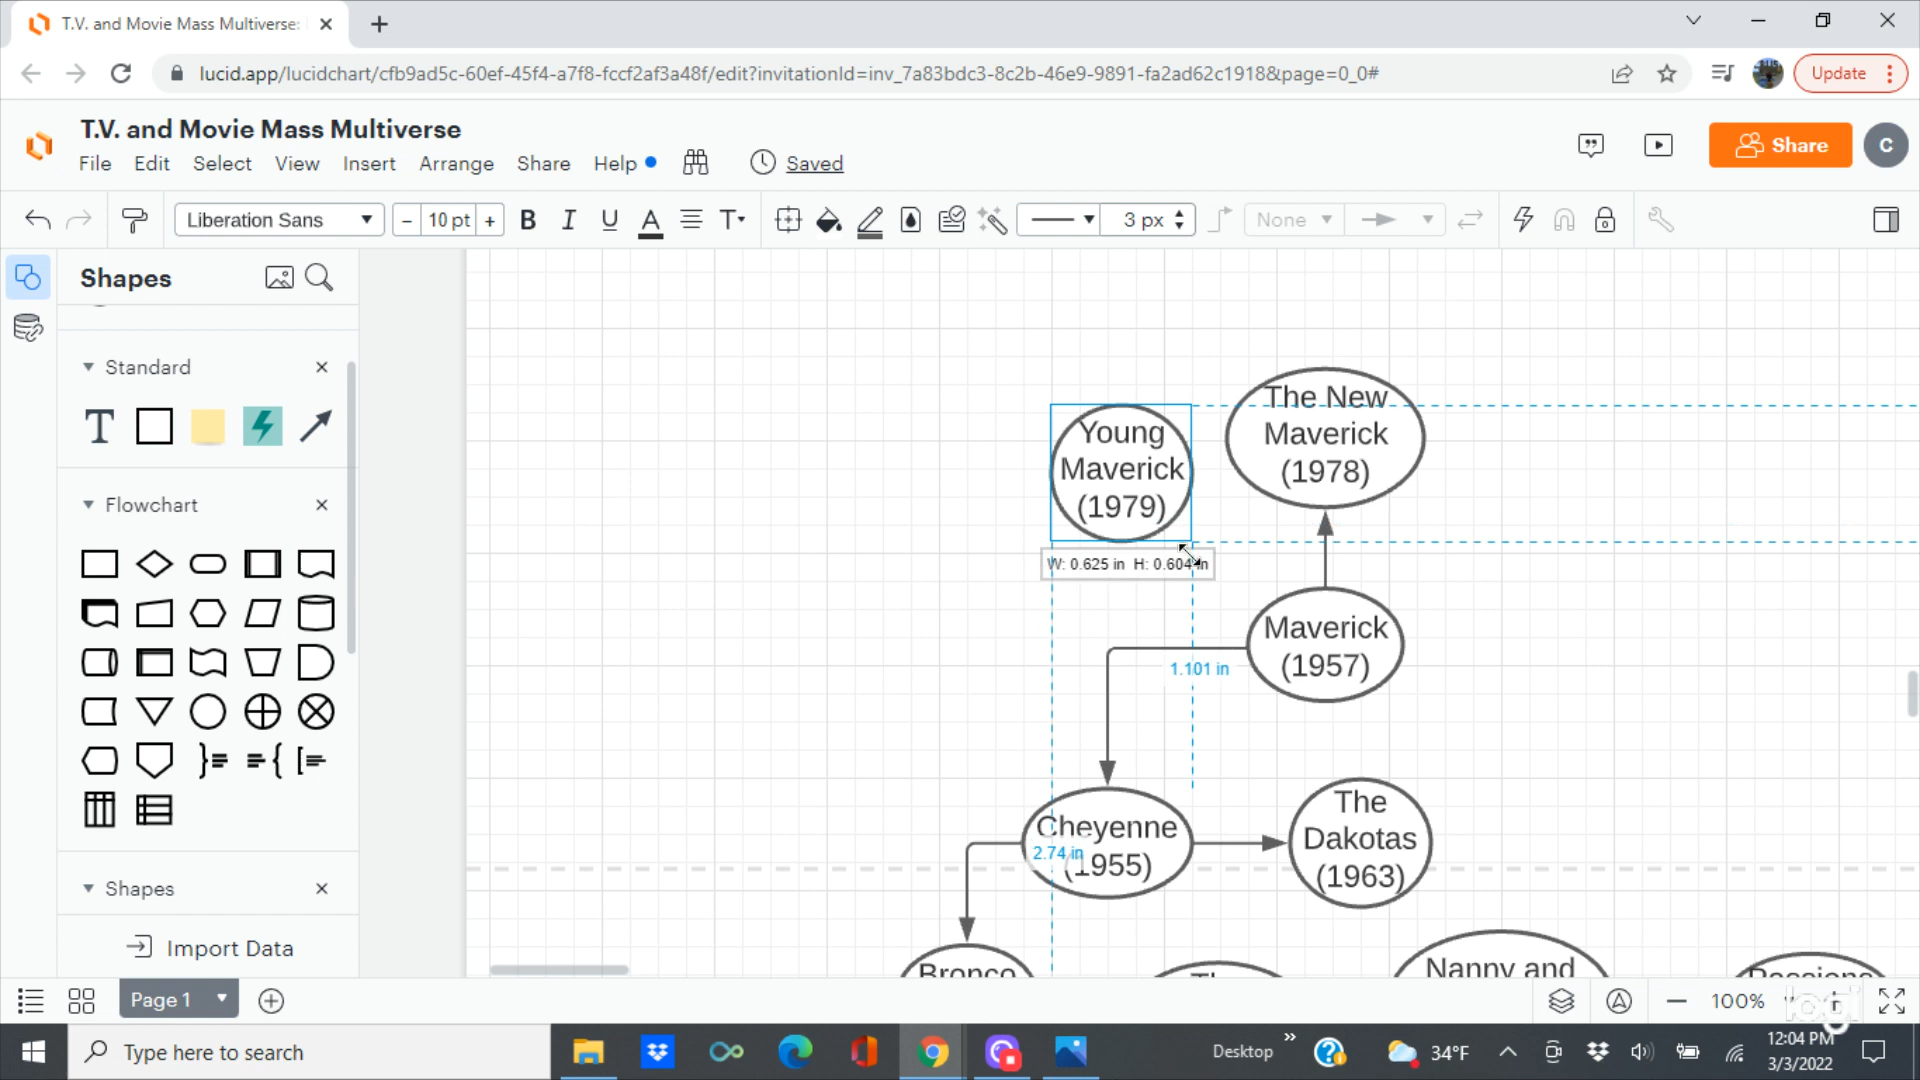 T.V. and Movie Mass Multiverse:
lucid.app/lucidchart/cfb9ad5c-60ef-45f4-a7f8-fccf2af3a48f/edit?invitationId=inv_7a83bdc3-8c2b-46e9-9891-fa2ad62c1918&page=0_0#
Update
T.V. and Movie Mass Multiverse
File Edit Select View Insert Arrange Share Help Saved
Share
C
Liberation Sans
- 10 pt +
B I U A T
3 px
None
Shapes
Standard
T
Flowchart
Shapes
Import Data
Young
Maverick
(1979)
The New
Maverick
(1978)
W: 0.625 in H: 0.604 in
Maverick
(1957)
1.101 in
Cheyenne
(1955)
2.74 in
The
Dakotas
(1963)
Bronco
Nanny and
Passions
Page 1
100%
logi
Type here to search
Desktop
34°F
12:04 PM
3/3/2022